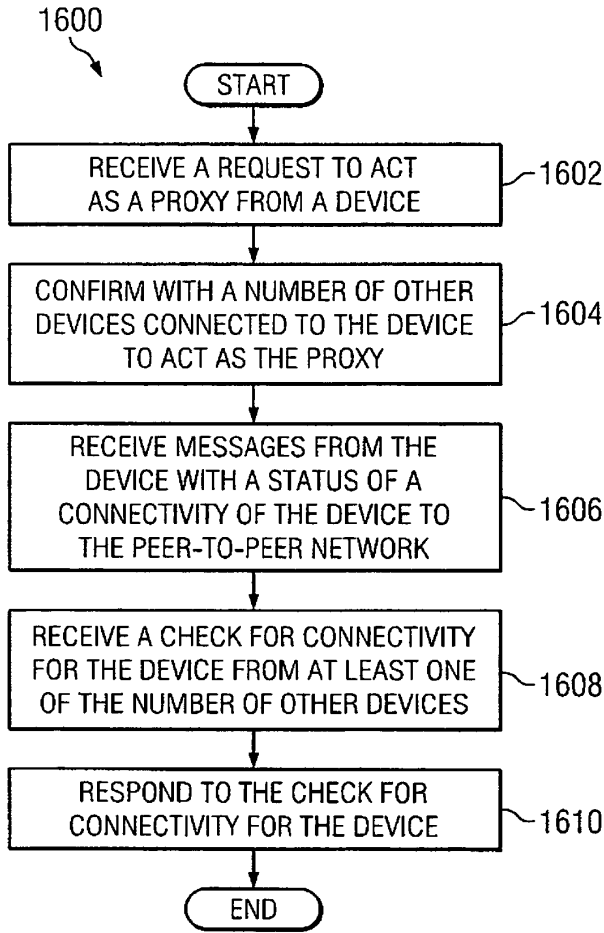 1600
START
RECEIVE A REQUEST TO ACT
AS A PROXY FROM A DEVICE
1602
CONFIRM WITH A NUMBER OF OTHER
DEVICES CONNECTED TO THE DEVICE
TO ACT AS THE PROXY
1604
RECEIVE MESSAGES FROM THE
DEVICE WITH A STATUS OF A
CONNECTIVITY OF THE DEVICE TO
THE PEER-TO-PEER NETWORK
1606
RECEIVE A CHECK FOR CONNECTIVITY
FOR THE DEVICE FROM AT LEAST ONE
OF THE NUMBER OF OTHER DEVICES
1608
RESPOND TO THE CHECK FOR
CONNECTIVITY FOR THE DEVICE
1610
END